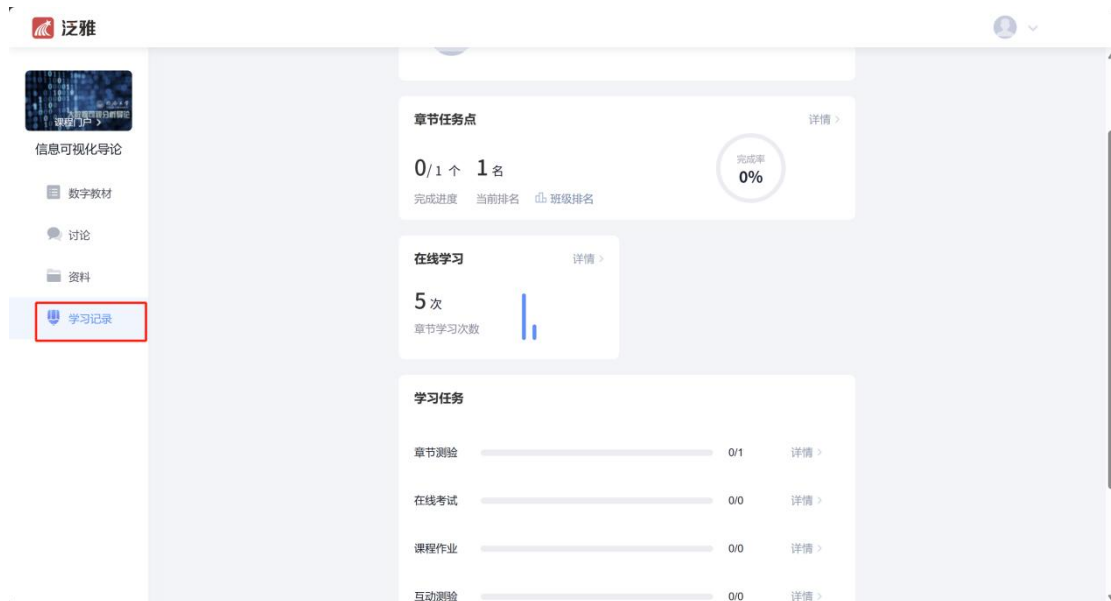 泛雅
课程门户 >
信息可视化导论
数字教材
讨论
资料
学习记录
章节任务点
详情 >
0/1 个 1 名
完成进度 当前排名 班级排名
完成率
0%
在线学习
详情 >
5 次
章节学习次数
学习任务
章节测验 0/1 详情 >
在线考试 0/0 详情 >
课程作业 0/0 详情 >
互动测验 0/0 详情 >